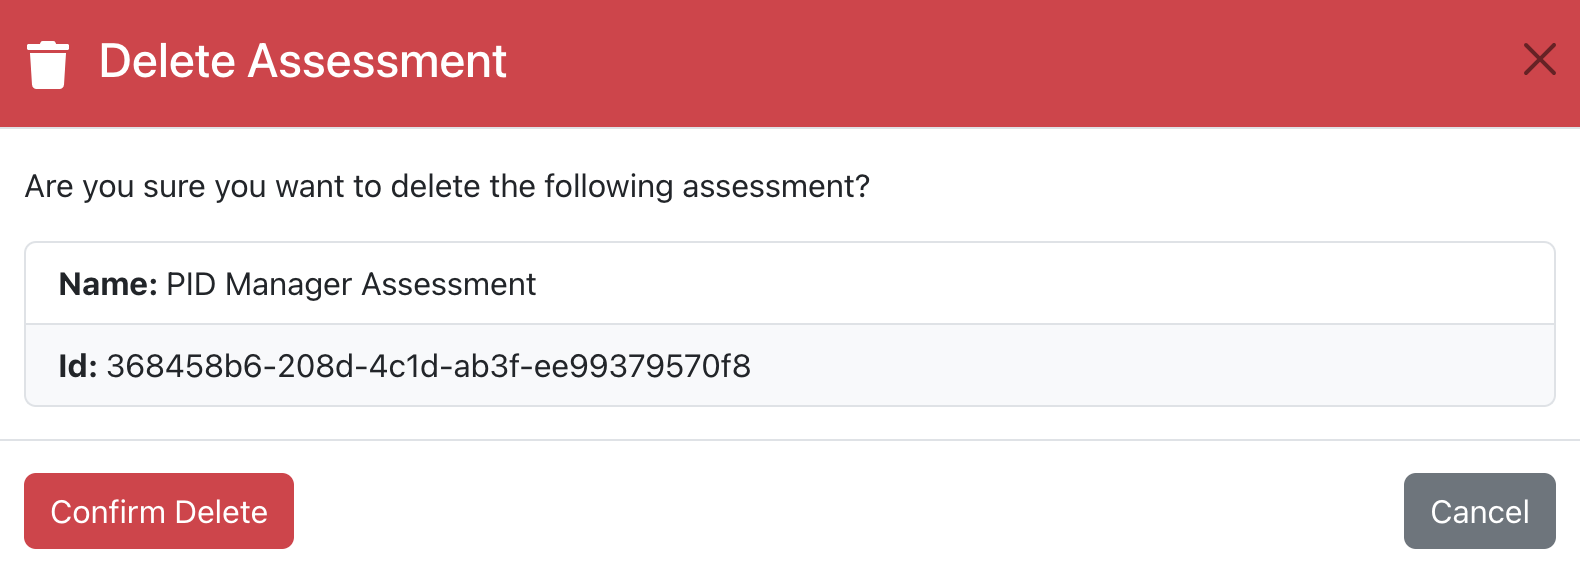 Delete Assessment
Are you sure you want to delete the following assessment?
Name: PID Manager Assessment
Id: 368458b6-208d-4c1d-ab3f-ee99379570f8
Confirm Delete
Cancel